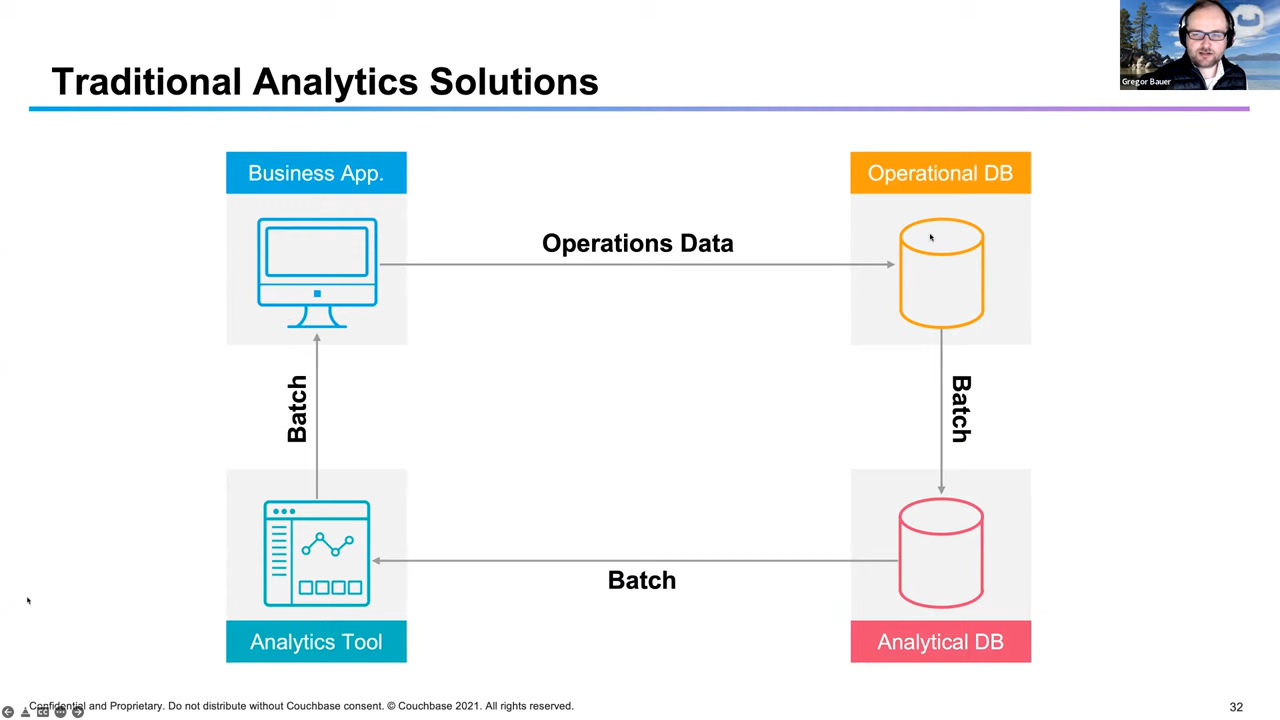 Traditional Analytics Solutions
Gregor Bauer
Business App.
Operational DB
Operations Data
Batch
Batch
Batch
Analytics Tool
Analytical DB
Confidential and Proprietary. Do not distribute without Couchbase consent. © Couchbase 2021. All rights reserved.
32